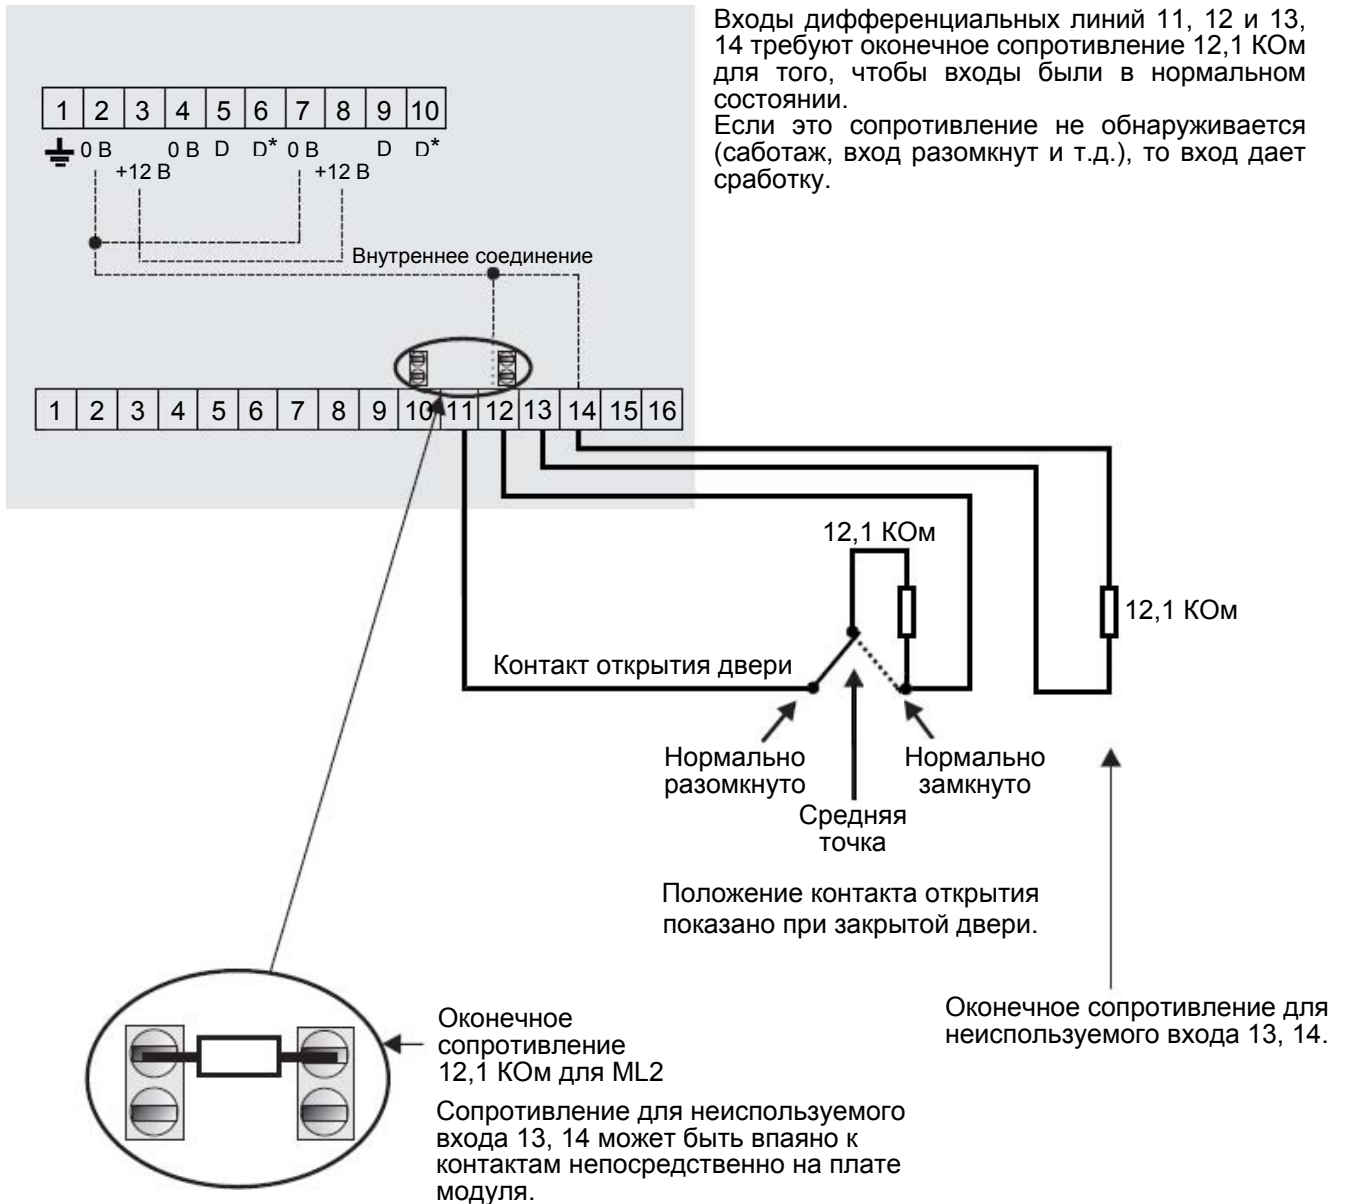 Входы дифференциальных линий 11, 12 и 13,
14 требуют оконечное сопротивление 12,1 КОм
для того, чтобы входы были в нормальном
состоянии.
Если это сопротивление не обнаруживается
(саботаж, вход разомкнут и т.д.), то вход дает
сработку.
1 2 3 4 5 6 7 8 9 10
0 В 0 В D D* 0 В D D*
+12 В +12 В
Внутреннее соединение
1 2 3 4 5 6 7 8 9 10 11 12 13 14 15 16
12,1 КОм
12,1 КОм
Контакт открытия двери
Нормально
разомкнуто
Нормально
замкнуто
Средняя
точка
Положение контакта открытия
показано при закрытой двери.
Оконечное сопротивление для
неиспользуемого входа 13, 14.
Оконечное
сопротивление
12,1 КОм для ML2
Сопротивление для неиспользуемого
входа 13, 14 может быть впаяно к
контактам непосредственно на плате
модуля.